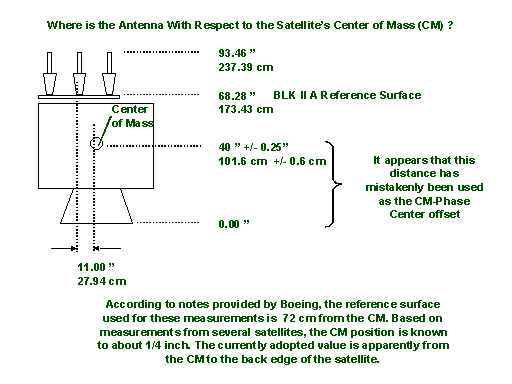 Where is the Antenna With Respect to the Satellite's Center of Mass (CM) ?
93.46 "
237.39 cm
68.28 " BLK II A Reference Surface
173.43 cm
Center
of Mass
40 " +/- 0.25"
101.6 cm +/- 0.6 cm
It appears that this
distance has
mistakenly been used
as the CM-Phase
Center offset
0.00 "
11.00 "
27.94 cm
According to notes provided by Boeing, the reference surface
used for these measurements is 72 cm from the CM. Based on
measurements from several satellites, the CM position is known
to about 1/4 inch. The currently adopted value is apparently from
the CM to the back edge of the satellite.